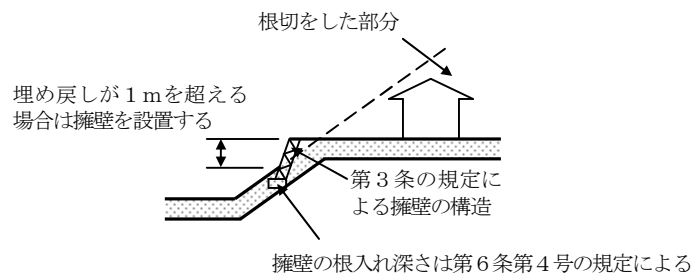 根切をした部分
埋め戻しが１ｍを超える
場合は擁壁を設置する
第３条の規定に
よる擁壁の構造
擁壁の根入れ深さは第６条第４号の規定による